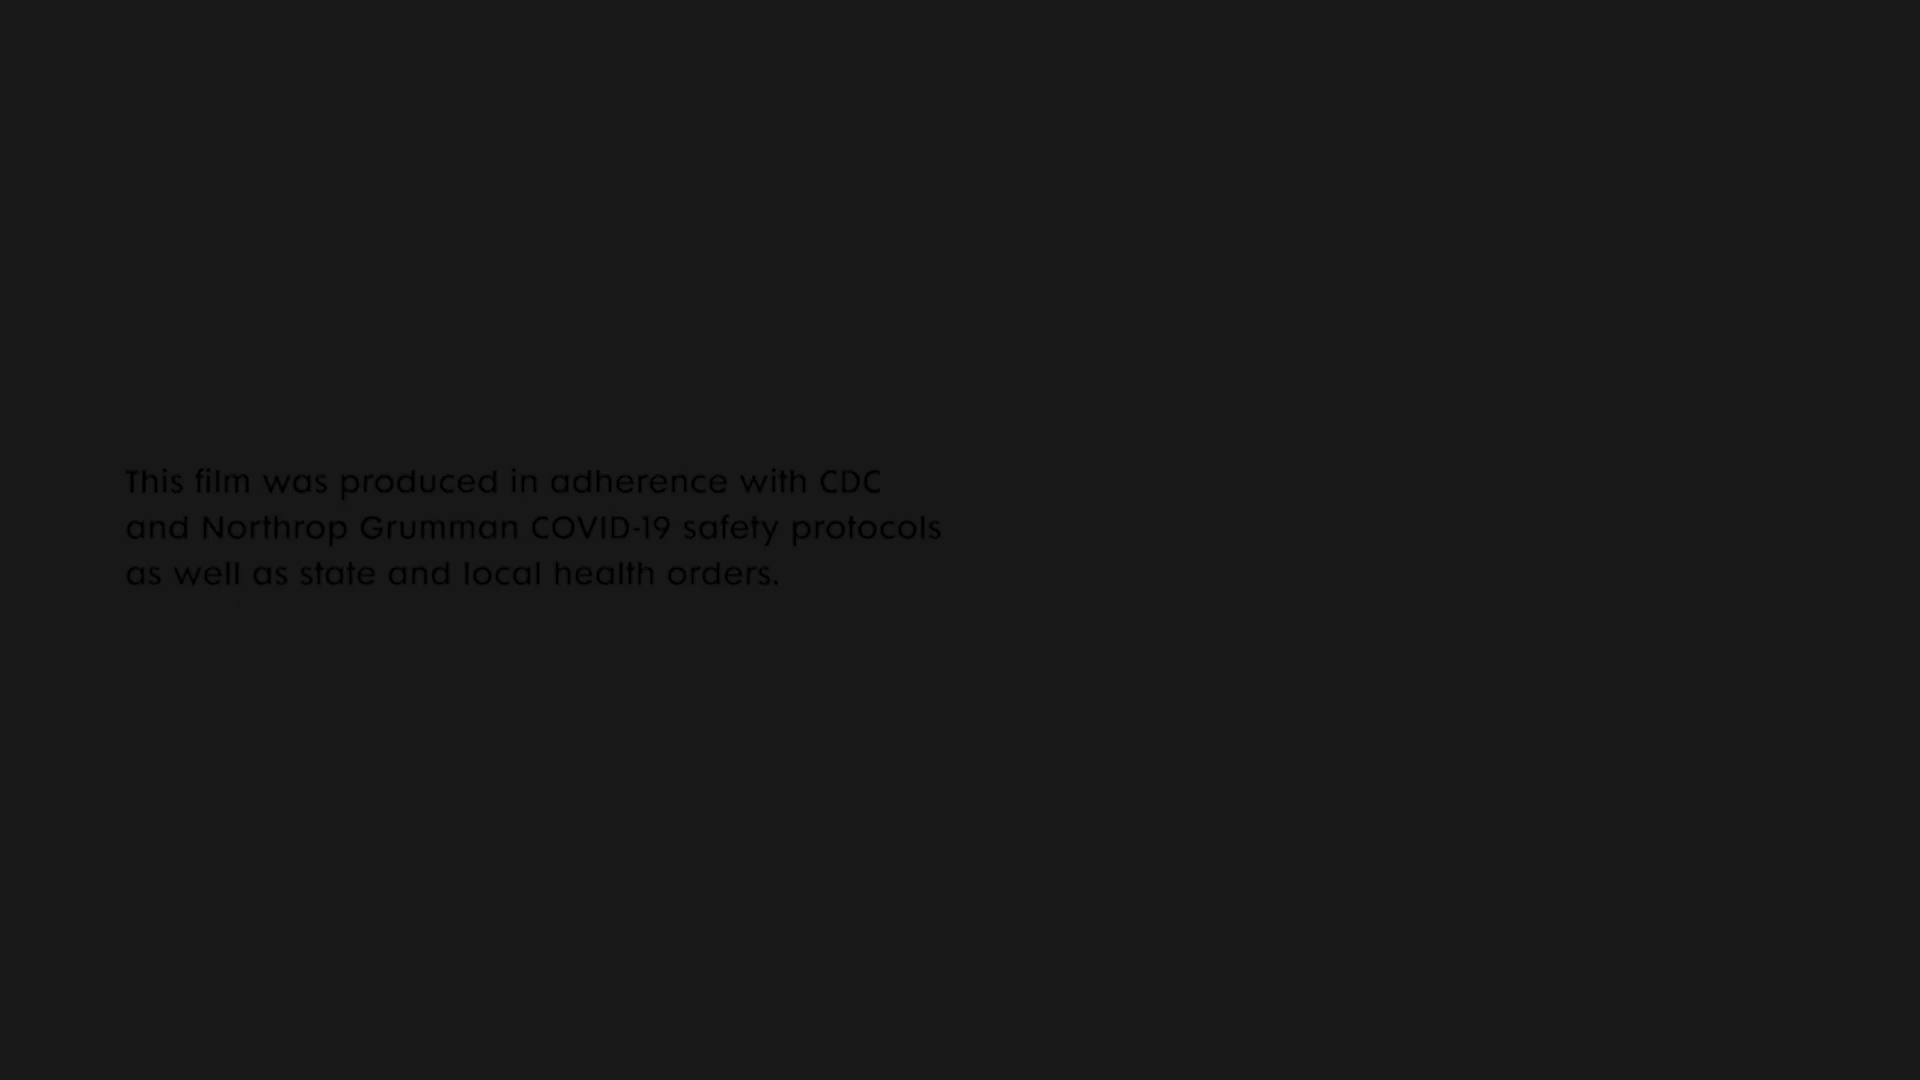 This film was produced in adherence with CDC
and Northrop Grumman COVID-19 safety protocols
as well as state and local health orders.